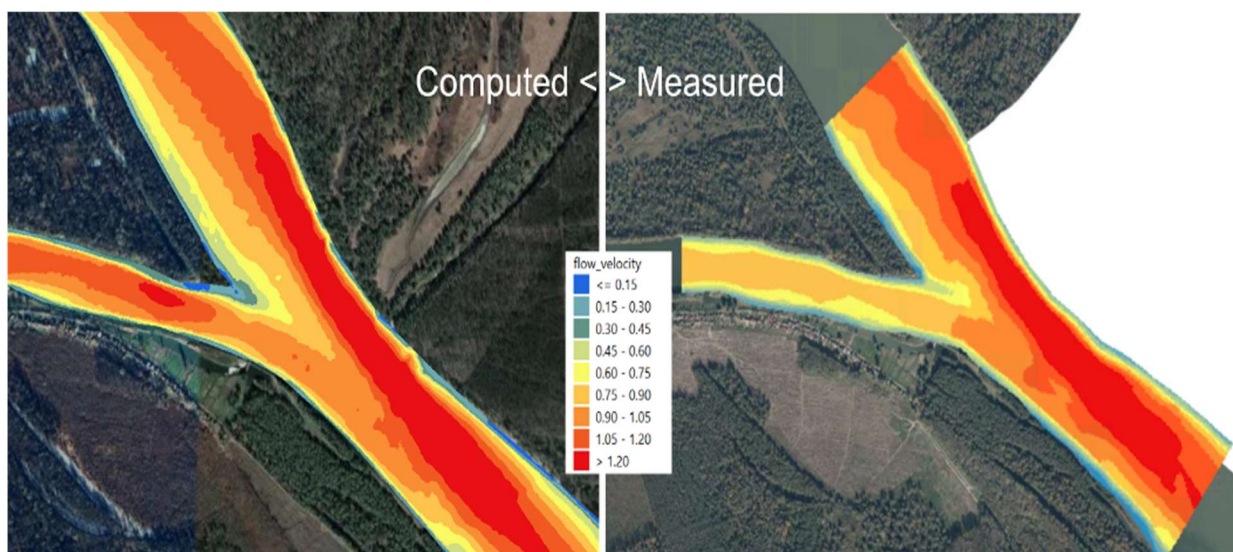 Computed < > Measured
flow_velocity
<= 0.15
0.15 - 0.30
0.30 - 0.45
0.45 - 0.60
0.60 - 0.75
0.75 - 0.90
0.90 - 1.05
1.05 - 1.20
> 1.20